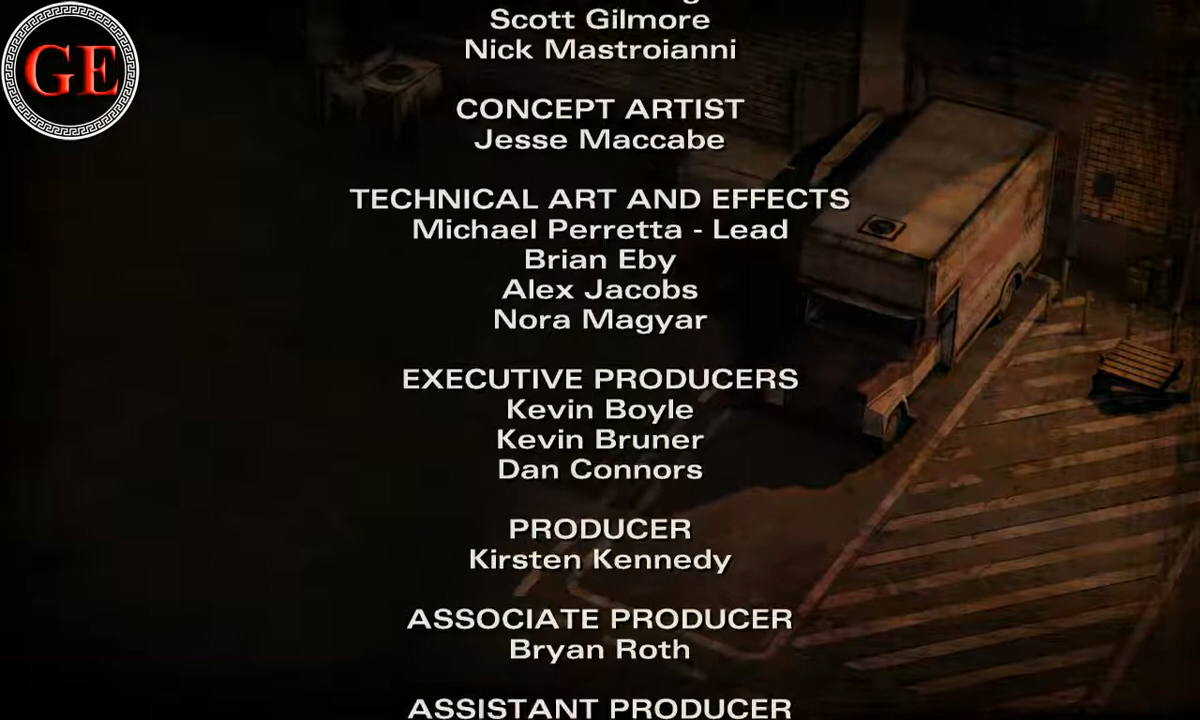 GE
Scott Gilmore
Nick Mastroianni
CONCEPT ARTIST
Jesse Maccabe
TECHNICAL ART AND EFFECTS
Michael Perretta - Lead
Brian Eby
Alex Jacobs
Nora Magyar
EXECUTIVE PRODUCERS
Kevin Boyle
Kevin Bruner
Dan Connors
PRODUCER
Kirsten Kennedy
ASSOCIATE PRODUCER
Bryan Roth
ASSISTANT PRODUCER